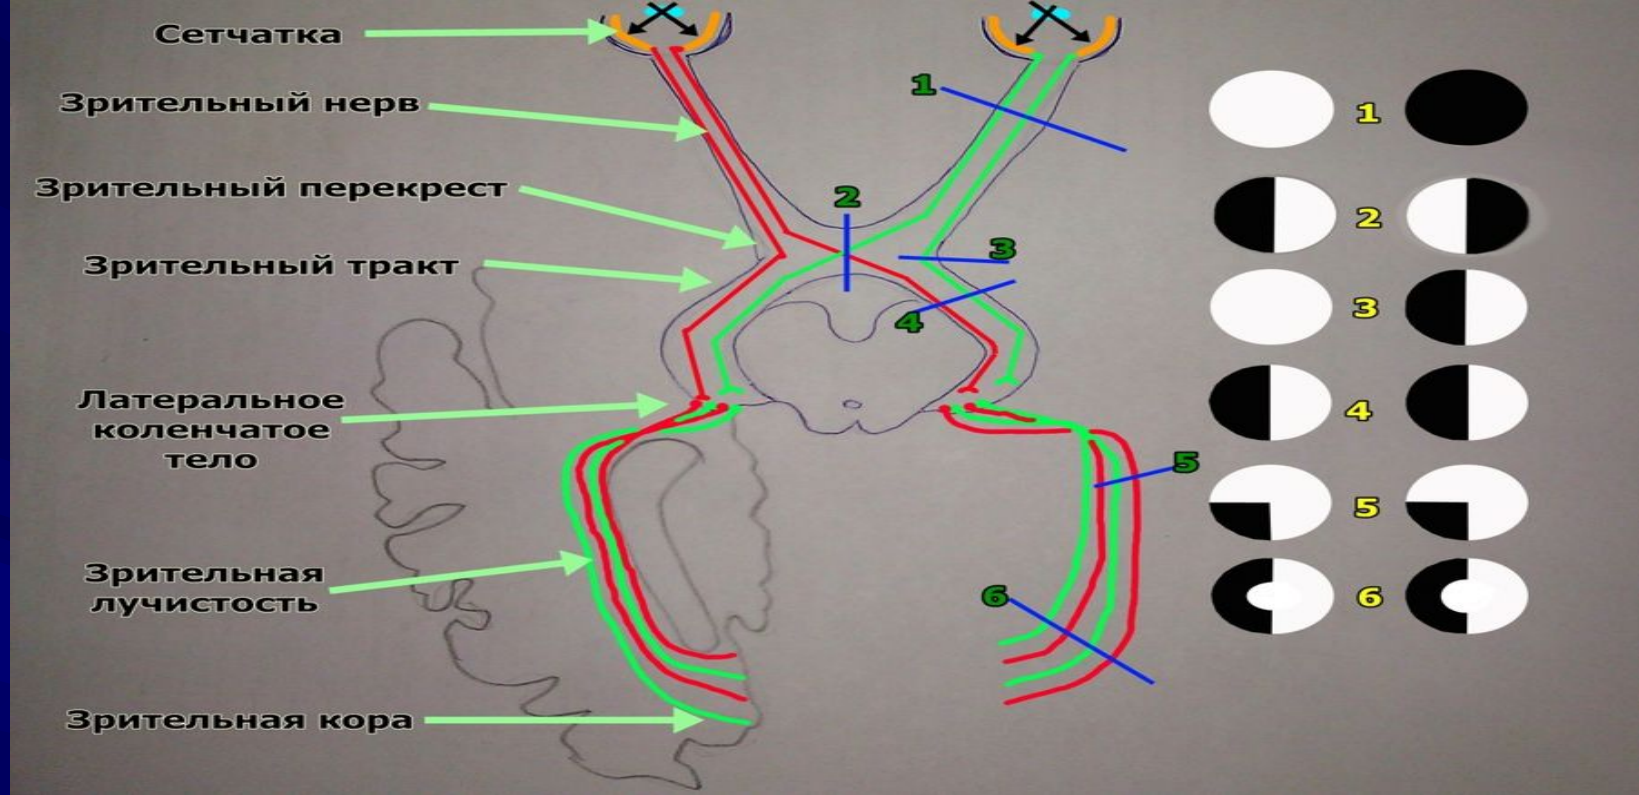 Сетчатка
Зрительный нерв
Зрительный перекрест
Зрительный тракт
Латеральное
коленчатое
тело
Зрительная
лучистость
Зрительная кора
1
2
3
4
5
6
1
2
3
4
5
6